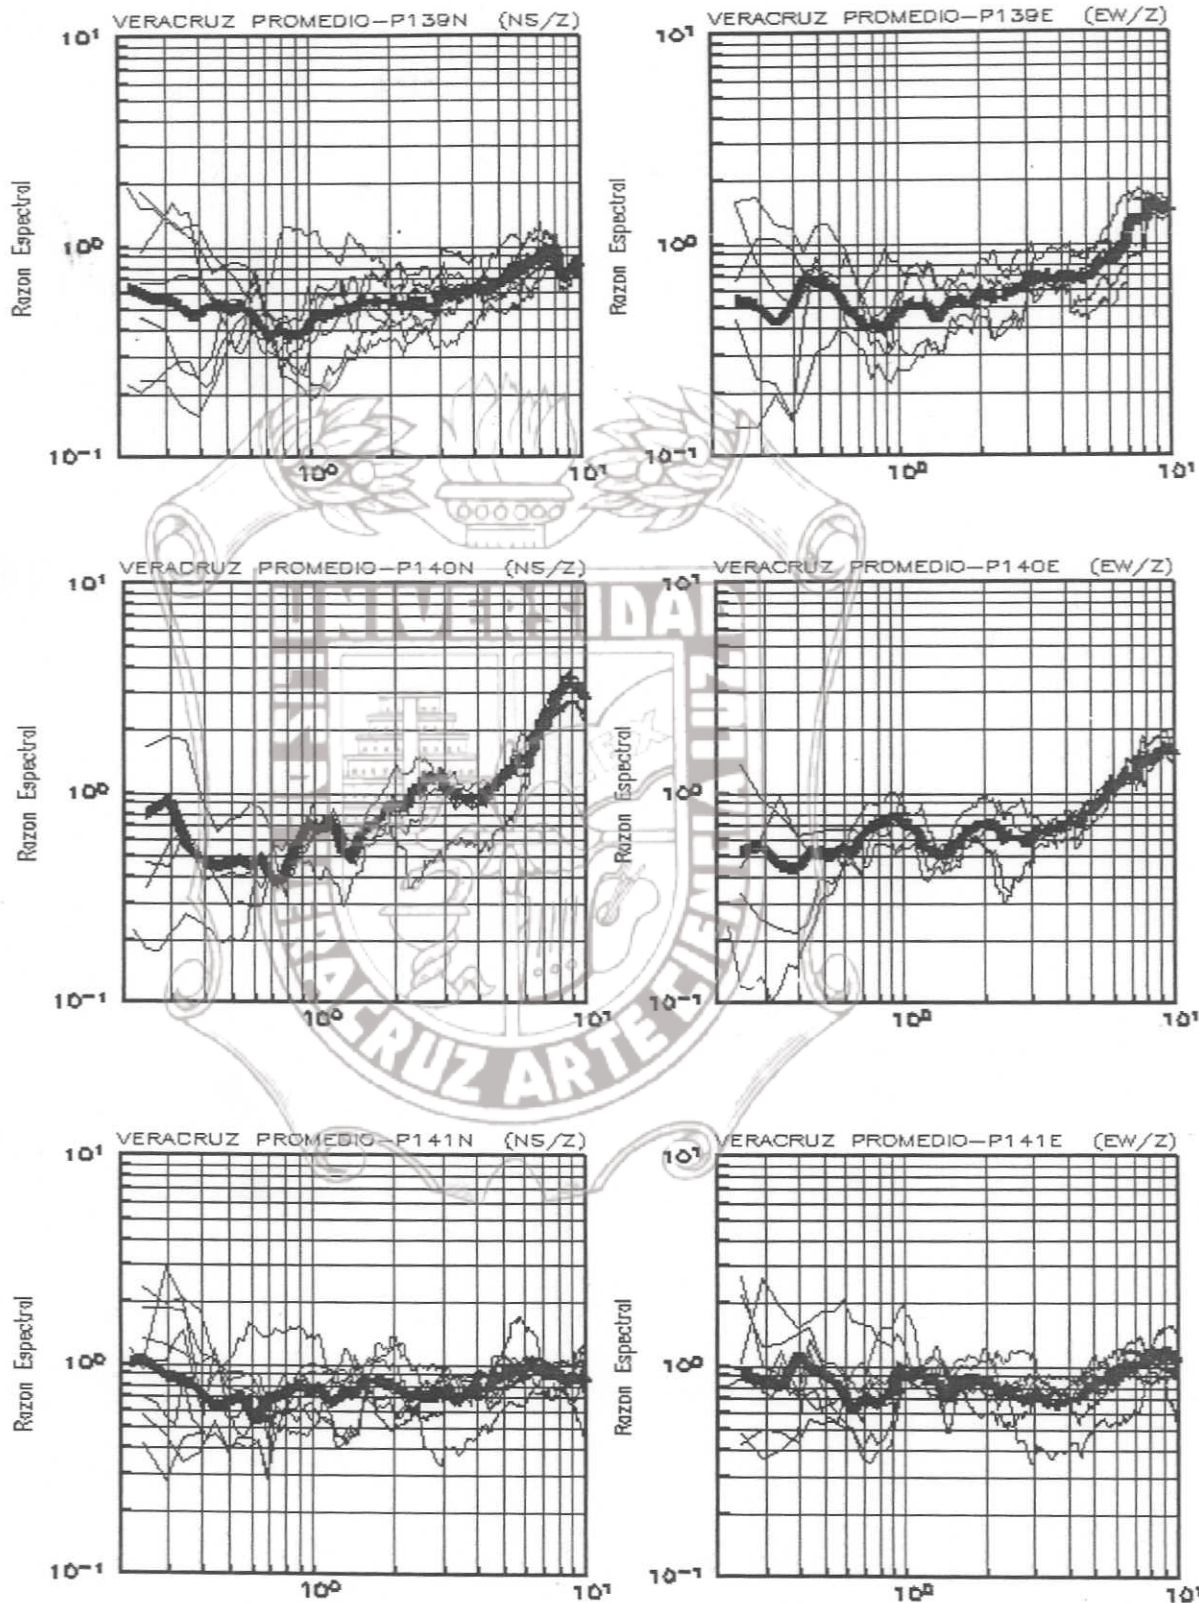 VERACRUZ PROMEDIO-P139N (NS/Z)
VERACRUZ PROMEDIO-P139E (EW/Z)
10¹
10¹
Razon Espectral
Razon Espectral
10⁰
10⁰
10⁻¹
10⁻¹
10⁰
10¹
10⁰
10¹
VERACRUZ PROMEDIO-P140N (NS/Z)
VERACRUZ PROMEDIO-P140E (EW/Z)
10¹
10¹
UNIVERSIDAD
Razon Espectral
Razon Espectral
10⁰
10⁰
10⁻¹
10⁻¹
10⁰
10¹
10⁰
10¹
ARTE CIENCIA
VERACRUZ PROMEDIO-P141N (NS/Z)
VERACRUZ PROMEDIO-P141E (EW/Z)
10¹
10¹
Razon Espectral
Razon Espectral
10⁰
10⁰
10⁻¹
10⁻¹
10⁰
10¹
10⁰
10¹